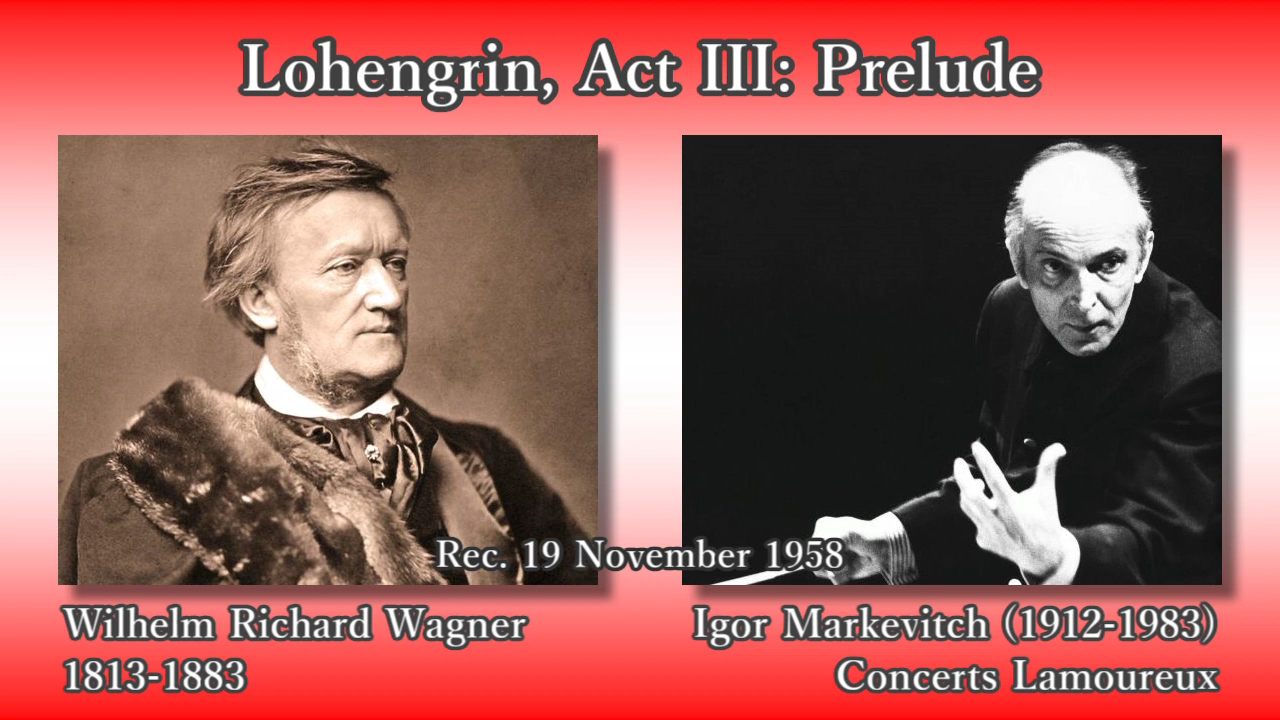 Lohengrin, Act III: Prelude
Rec. 19 November 1958
Wilhelm Richard Wagner
1813-1883
Igor Markevitch (1912-1983)
Concerts Lamoureux